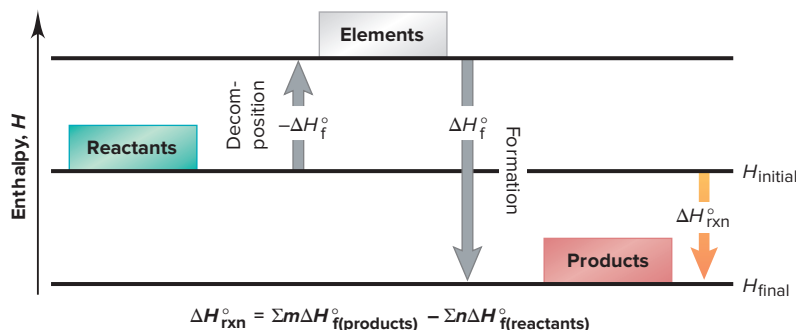 Elements
Enthalpy, H
Decom-
position
−ΔH°f
ΔH°f
Formation
Reactants
Hinitial
ΔH°rxn
Products
Hfinal
ΔH°rxn = ΣmΔH°f(products) − ΣnΔH°f(reactants)